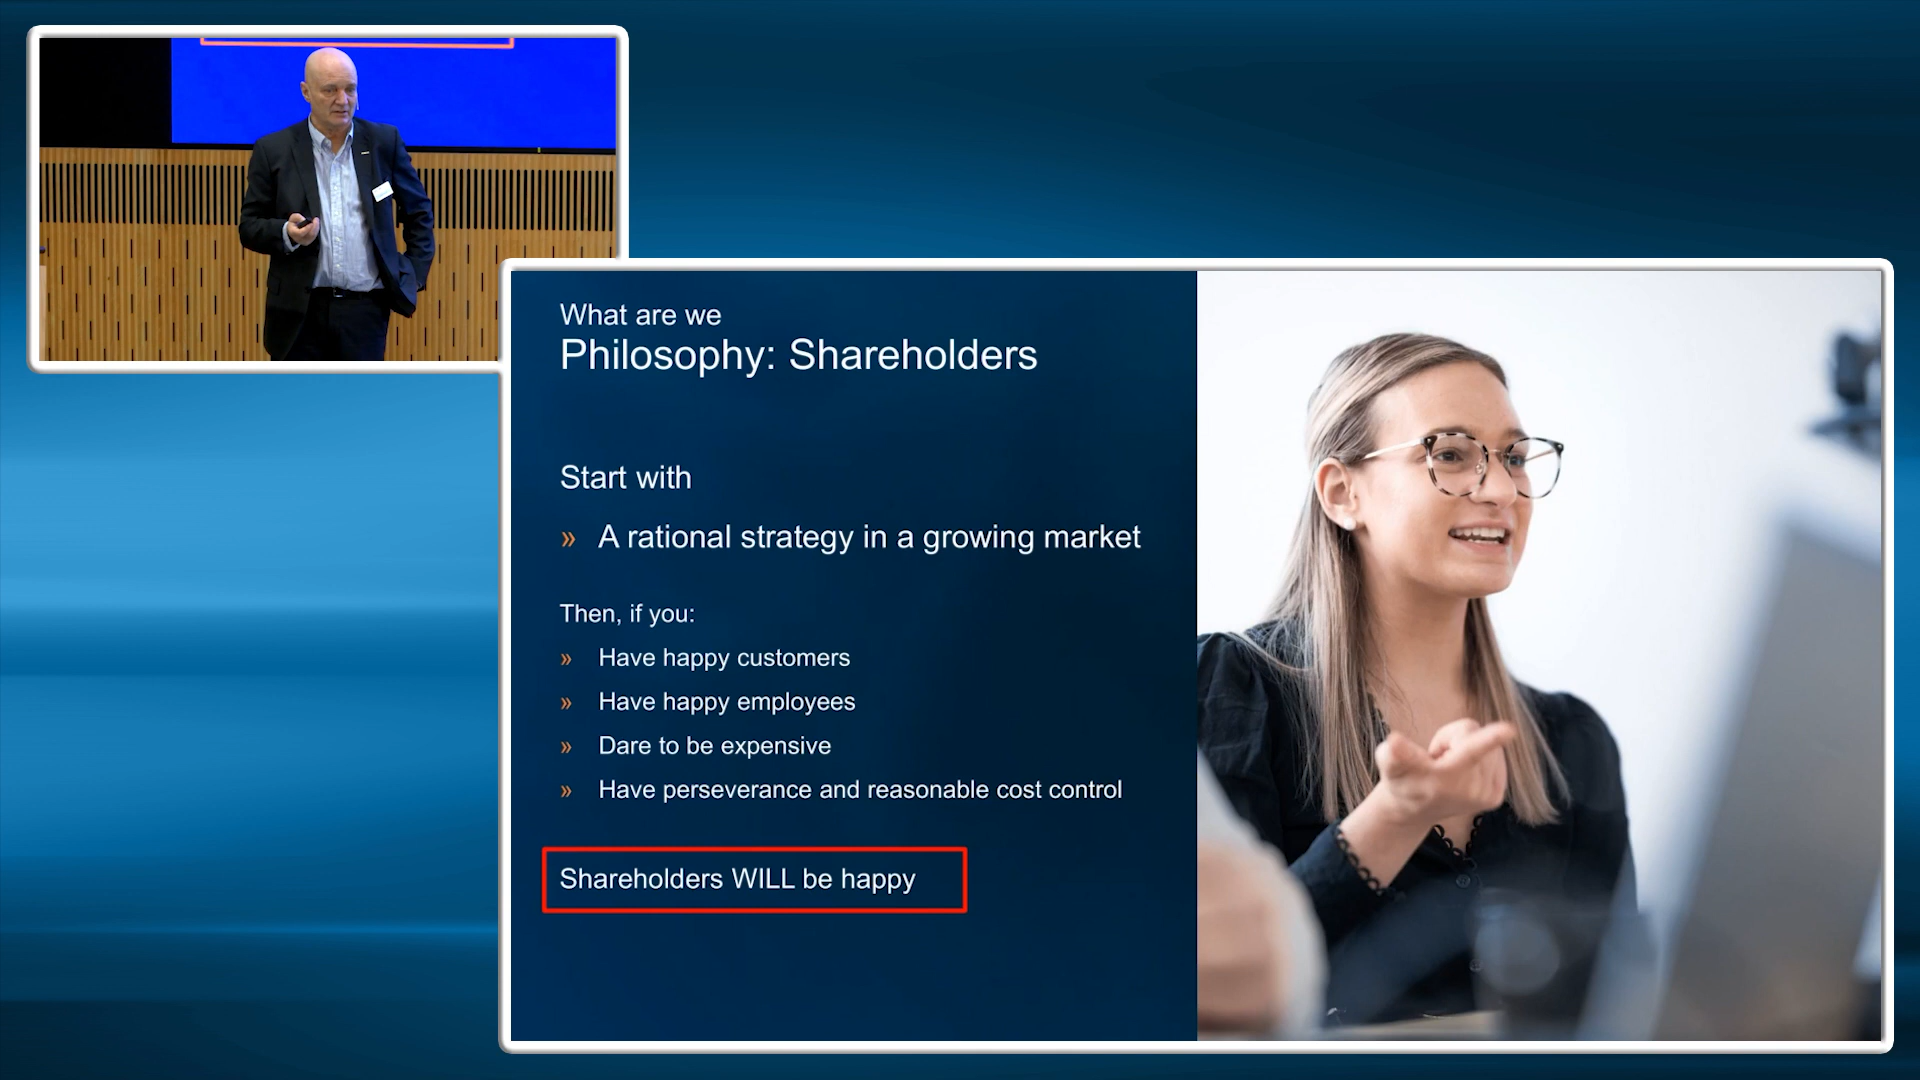 What are we
Philosophy: Shareholders
Start with
» A rational strategy in a growing market
Then, if you:
» Have happy customers
» Have happy employees
» Dare to be expensive
» Have perseverance and reasonable cost control
Shareholders WILL be happy